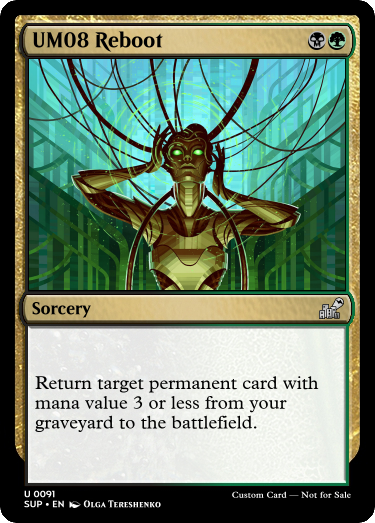 UM08 Reboot
Sorcery
Return target permanent card with
mana value 3 or less from your
graveyard to the battlefield.
U 0091
SUP • EN Olga Tereshenko
Custom Card — Not for Sale